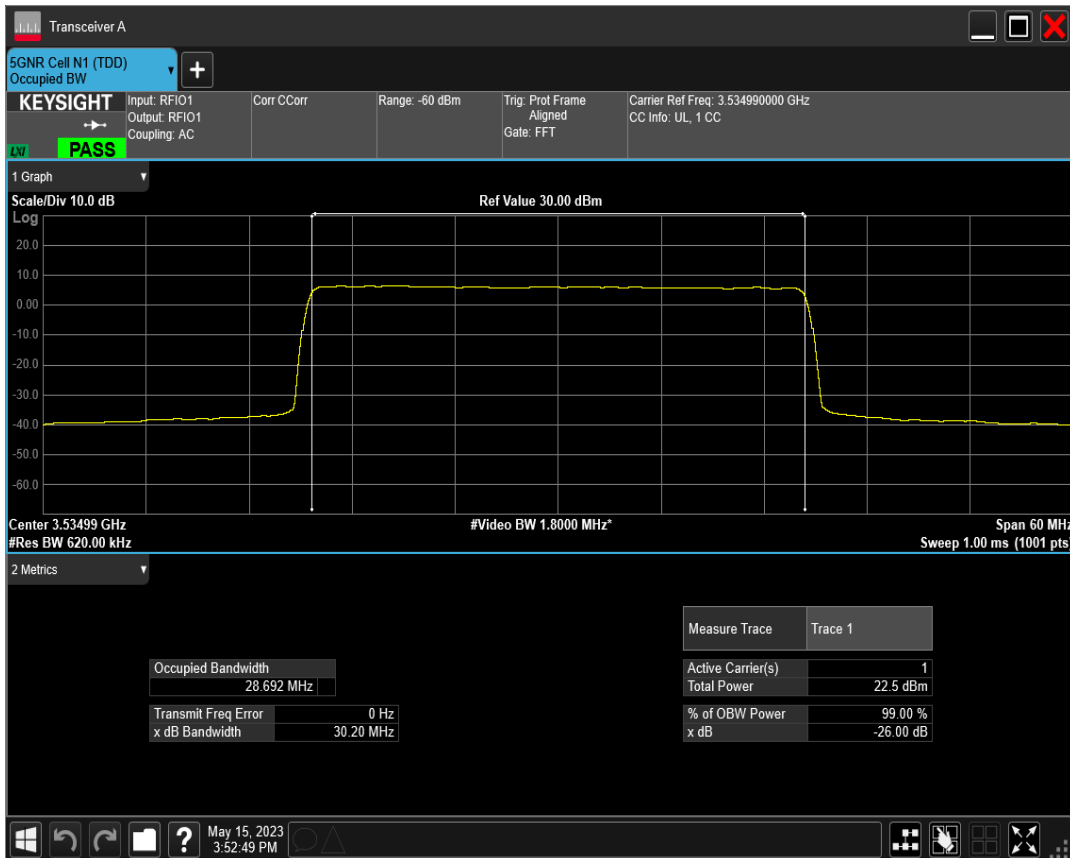 Transceiver A
5GNR Cell N1 (TDD)
Occupied BW
+
KEYSIGHT
LXI
PASS
Input: RFIO1
Output: RFIO1
Coupling: AC
Corr CCorr
Range: -60 dBm
Trig: Prot Frame
Aligned
Gate: FFT
Carrier Ref Freq: 3.534990000 GHz
CC Info: UL, 1 CC
1 Graph
Scale/Div 10.0 dB
Ref Value 30.00 dBm
Log
20.0
10.0
0.00
-10.0
-20.0
-30.0
-40.0
-50.0
-60.0
Center 3.53499 GHz
#Video BW 1.8000 MHz*
Span 60 MHz
#Res BW 620.00 kHz
Sweep 1.00 ms (1001 pts)
2 Metrics
Measure Trace Trace 1
Occupied Bandwidth
28.692 MHz
Transmit Freq Error 0 Hz
x dB Bandwidth 30.20 MHz
Active Carrier(s) 1
Total Power 22.5 dBm
% of OBW Power 99.00 %
x dB -26.00 dB
?
May 15, 2023
3:52:49 PM